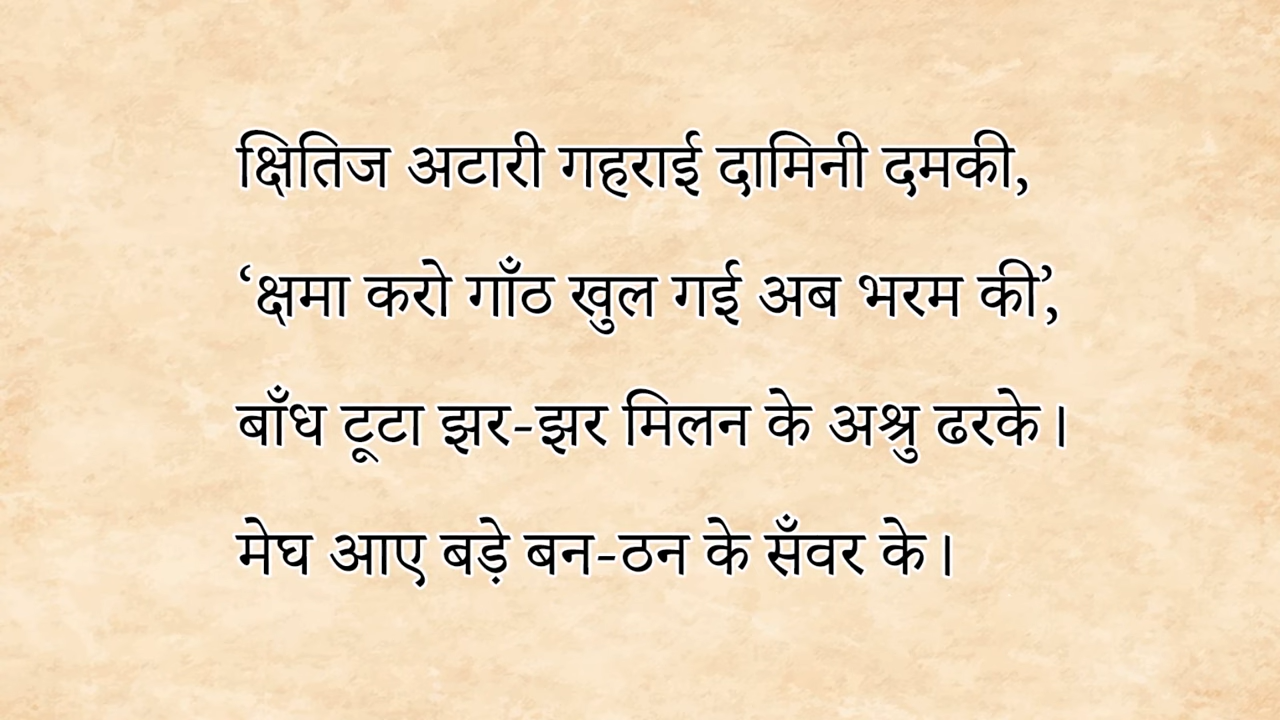 क्षितिज अटारी गहराई दामिनी दमकी,
‘क्षमा करो गाँठ खुल गई अब भरम की’,
बाँध टूटा झर-झर मिलन के अश्रु ढरके।
मेघ आए बड़े बन-ठन के सँवर के।